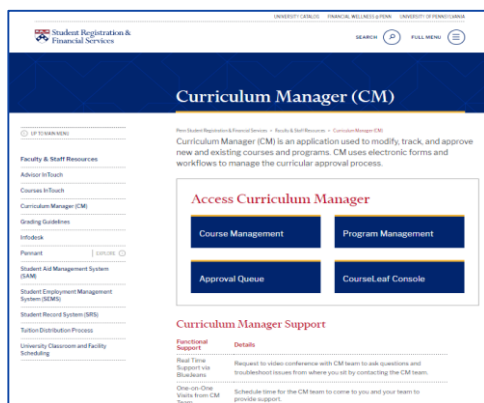 UNIVERSITY CATALOG FINANCIAL WELLNESS @ PENN UNIVERSITY OF PENNSYLVANIA
Student Registration &
Financial Services
SEARCH FULL MENU
Curriculum Manager (CM)
UP TO MAIN MENU
Faculty & Staff Resources
Advisor InTouch
Courses InTouch
Curriculum Manager (CM)
Grading Guidelines
Infodesk
Pennant EXPLORE
Student Aid Management System
(SAM)
Student Employment Management
System (SEMS)
Student Record System (SRS)
Tuition Distribution Process
University Classroom and Facility
Scheduling
Penn Student Registration & Financial Services • Faculty & Staff Resources • Curriculum Manager (CM)
Curriculum Manager (CM) is an application used to modify, track, and approve
new and existing courses and programs. CM uses electronic forms and
workflows to manage the curricular approval process.
Access Curriculum Manager
Course Management
Program Management
Approval Queue
CourseLeaf Console
Curriculum Manager Support
Functional
Support
Details
Real Time
Support via
BlueJeans
Request to video conference with CM team to ask questions and
troubleshoot issues from where you sit by contacting the CM team.
One-on-One
Visits from CM
Team
Schedule time for the CM team to come to you and your team to
provide support.